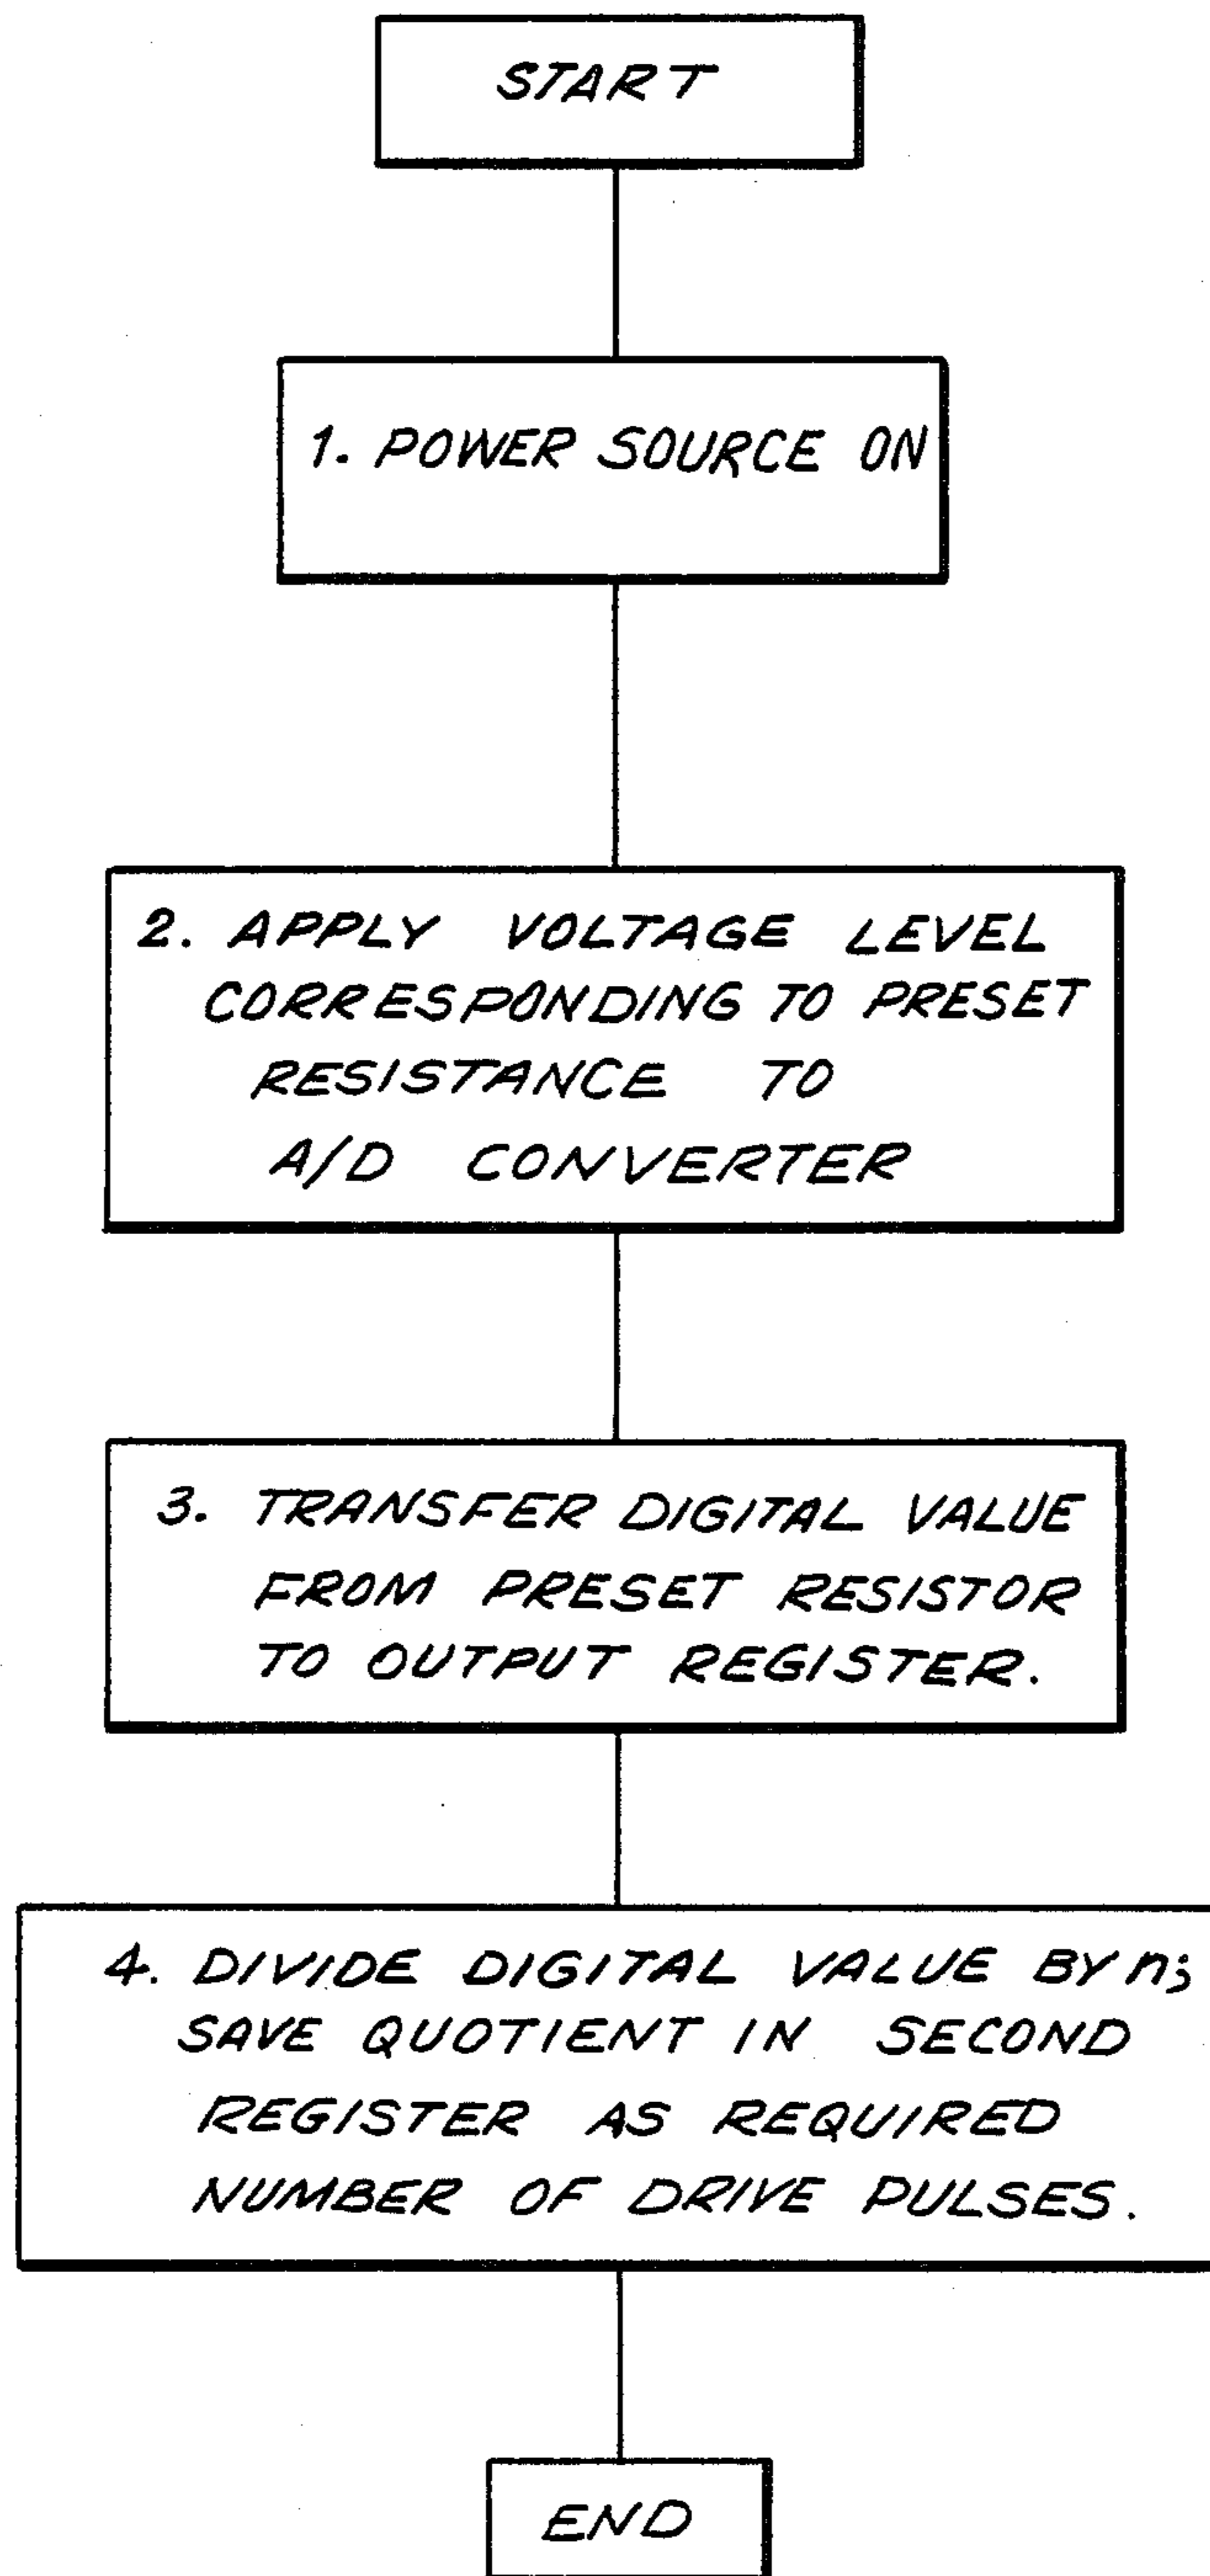 START
1. POWER SOURCE ON
2. APPLY VOLTAGE LEVEL
CORRESPONDING TO PRESET
RESISTANCE TO
A/D CONVERTER
3. TRANSFER DIGITAL VALUE
FROM PRESET RESISTOR
TO OUTPUT REGISTER.
4. DIVIDE DIGITAL VALUE BY n;
SAVE QUOTIENT IN SECOND
REGISTER AS REQUIRED
NUMBER OF DRIVE PULSES.
END